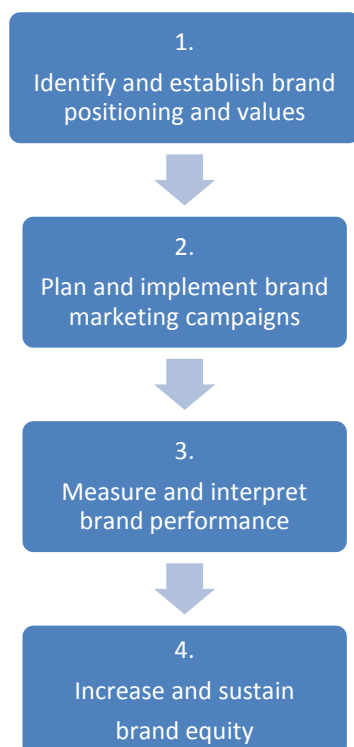 1.
Identify and establish brand
positioning and values
2.
Plan and implement brand
marketing campaigns
3.
Measure and interpret
brand performance
4.
Increase and sustain
brand equity